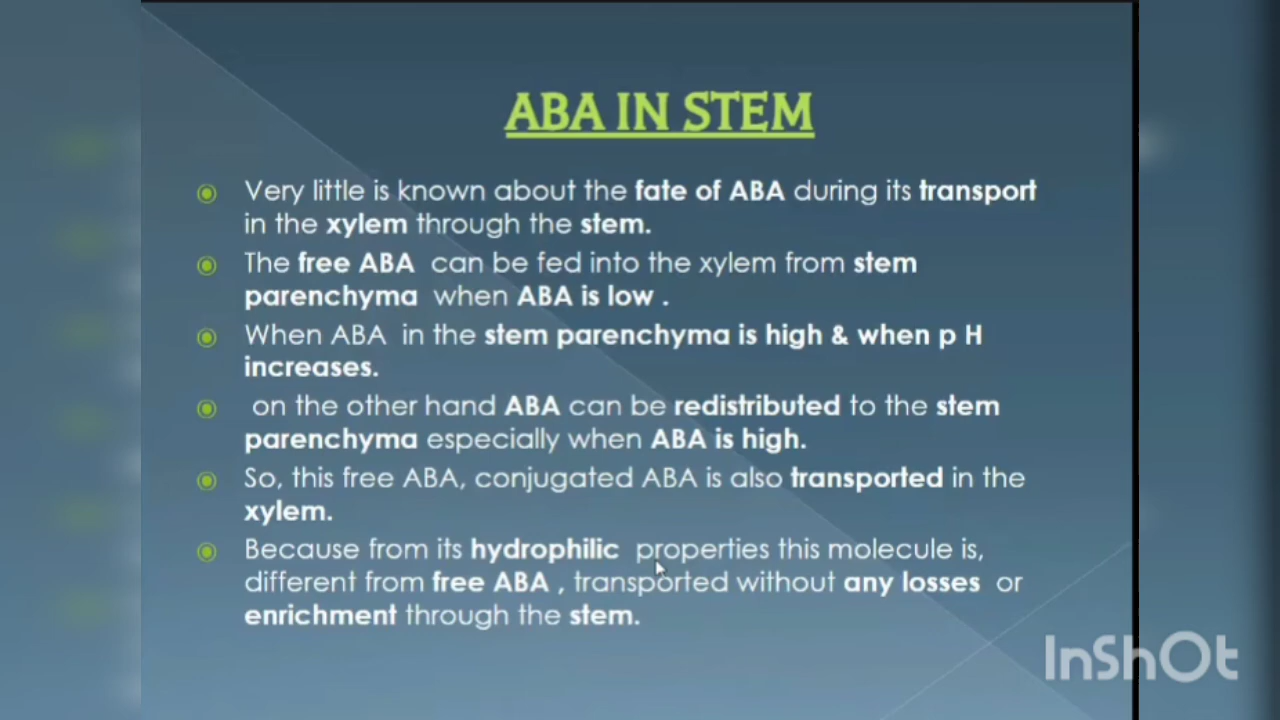 ABA IN STEM
Very little is known about the fate of ABA during its transport
in the xylem through the stem.
The free ABA can be fed into the xylem from stem
parenchyma when ABA is low .
When ABA in the stem parenchyma is high & when p H
increases.
on the other hand ABA can be redistributed to the stem
parenchyma especially when ABA is high.
So, this free ABA, conjugated ABA is also transported in the
xylem.
Because from its hydrophilic properties this molecule is,
different from free ABA , transported without any losses or
enrichment through the stem.
InShOt